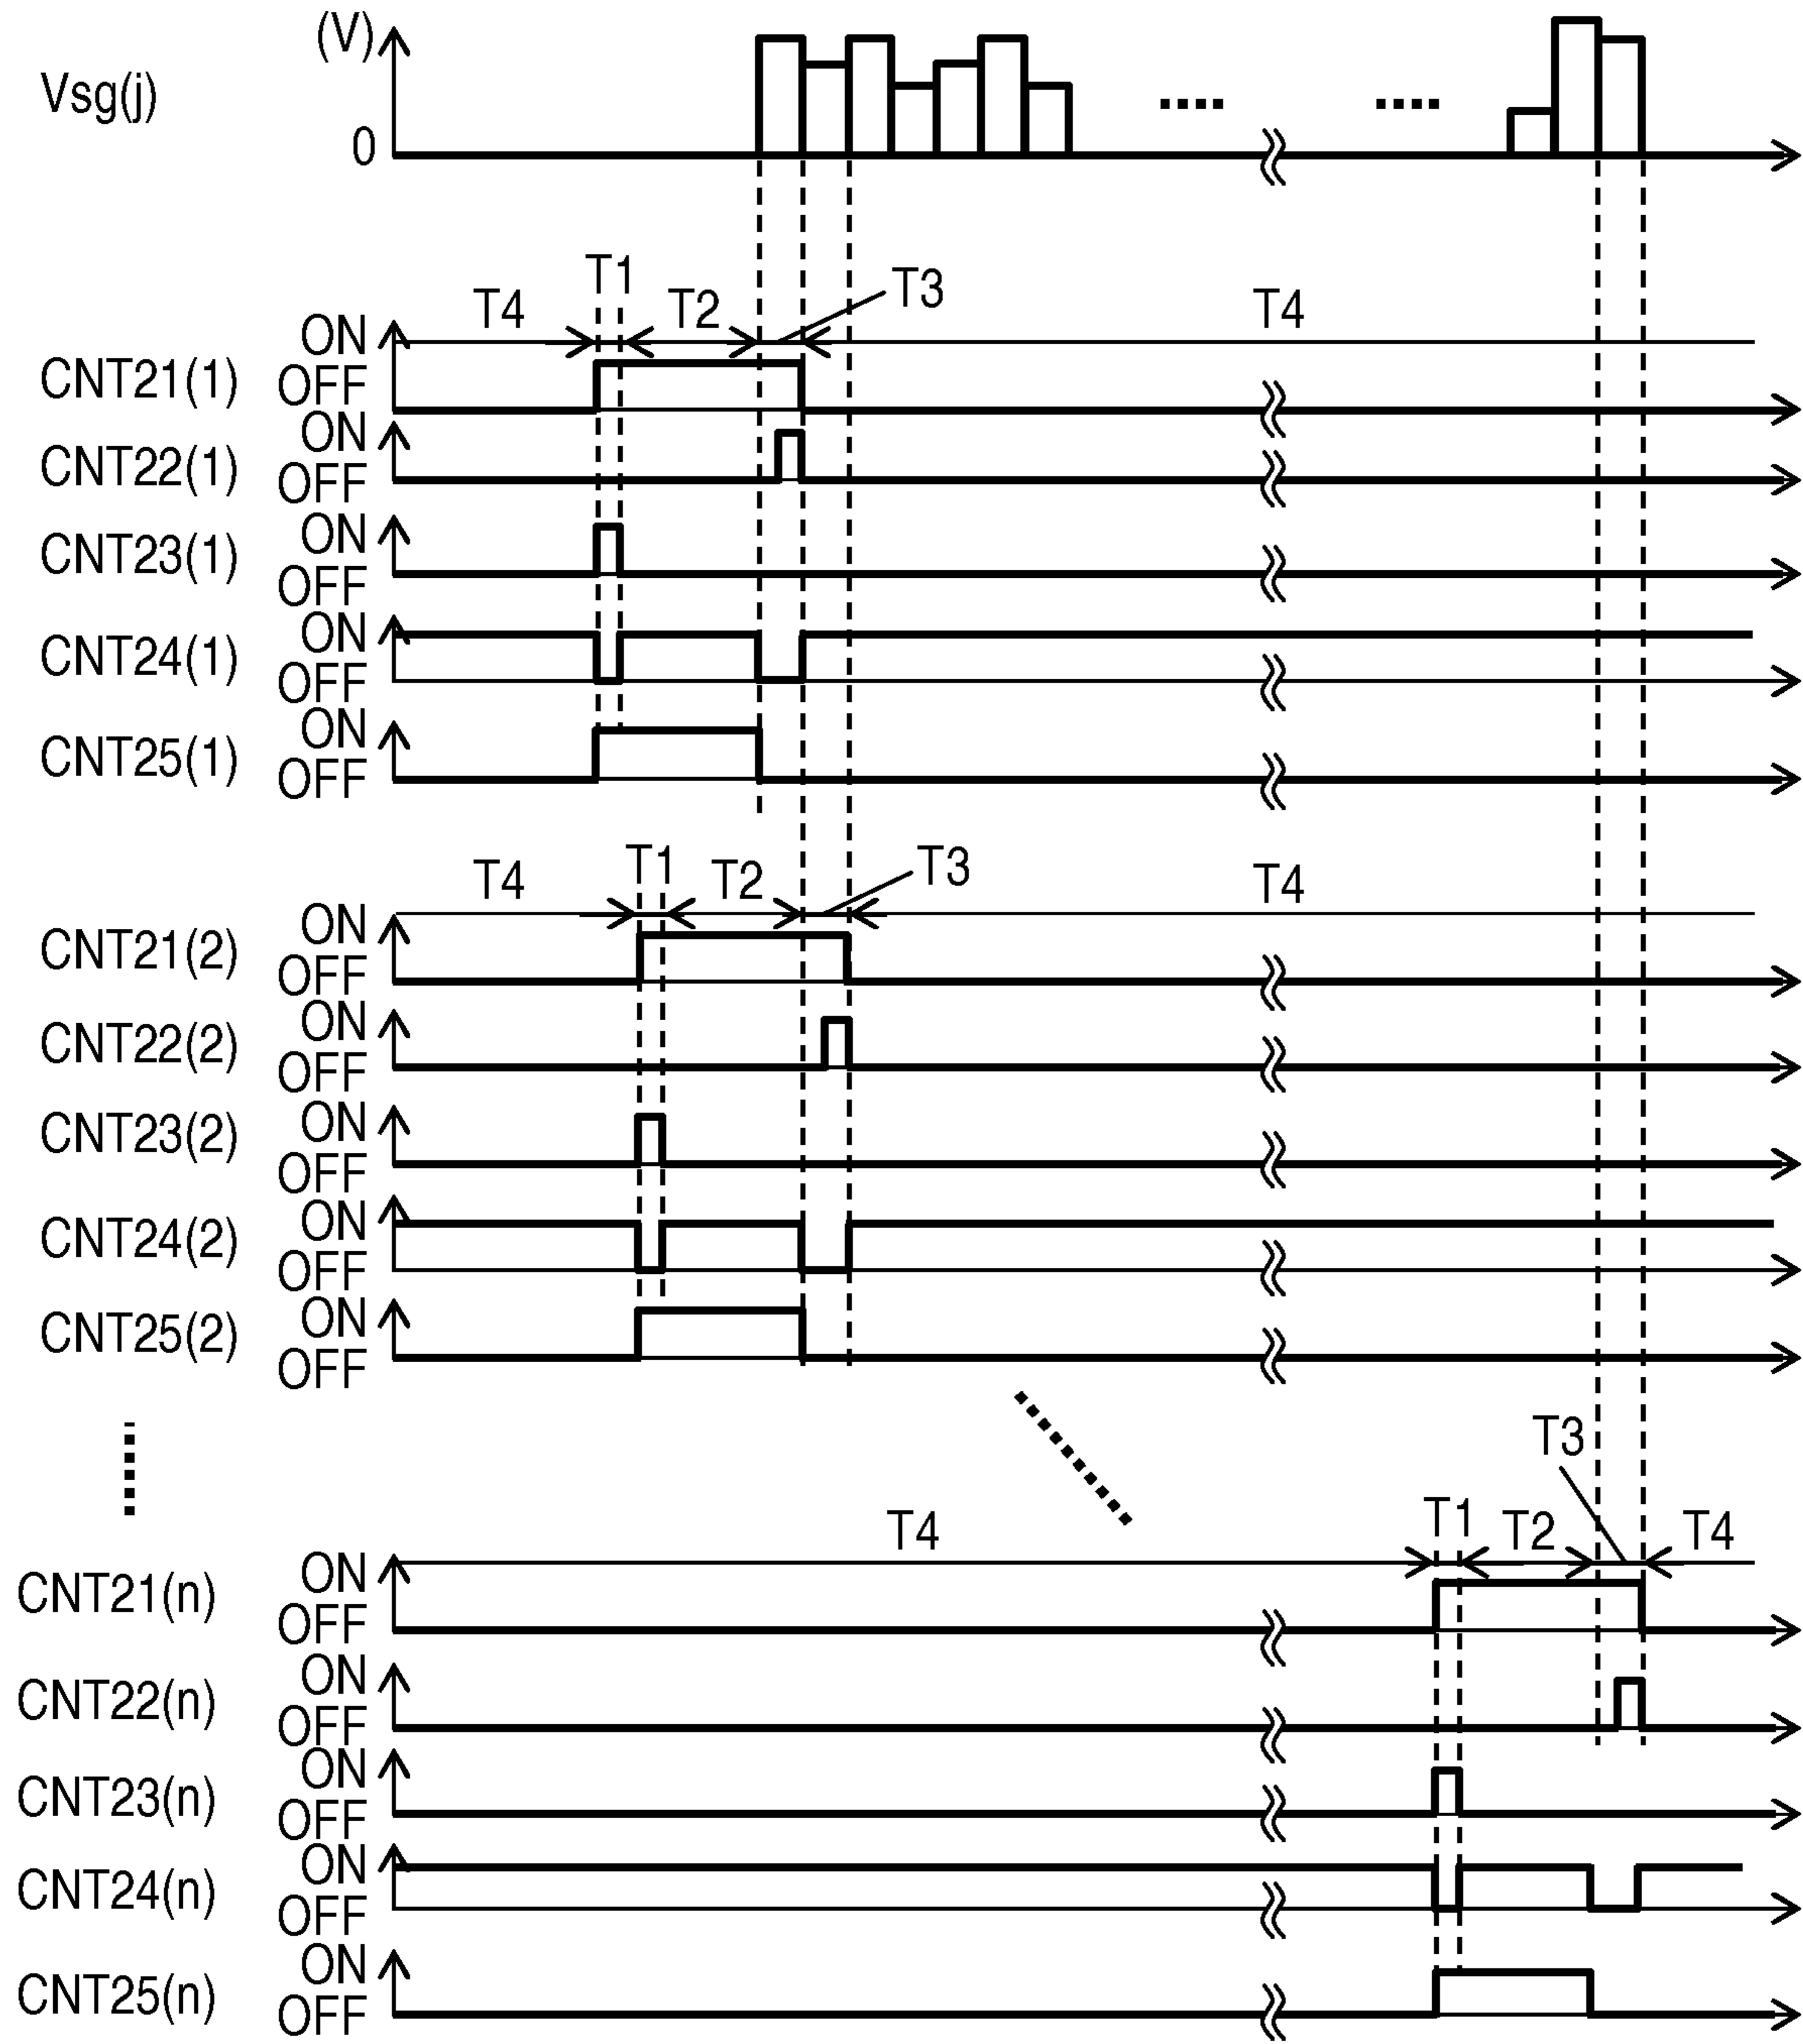 (V)
Vsg(j)
0
T1
T3
T4
T2
T4
ON
CNT21(1)
OFF
ON
CNT22(1)
OFF
ON
CNT23(1)
OFF
ON
CNT24(1)
OFF
ON
CNT25(1)
OFF
T1
T3
T4
T2
T4
ON
CNT21(2)
OFF
ON
CNT22(2)
OFF
ON
CNT23(2)
OFF
ON
CNT24(2)
OFF
ON
CNT25(2)
OFF
T3
T4
T1
T2
T4
ON
CNT21(n)
OFF
ON
CNT22(n)
OFF
ON
CNT23(n)
OFF
ON
CNT24(n)
OFF
ON
CNT25(n)
OFF